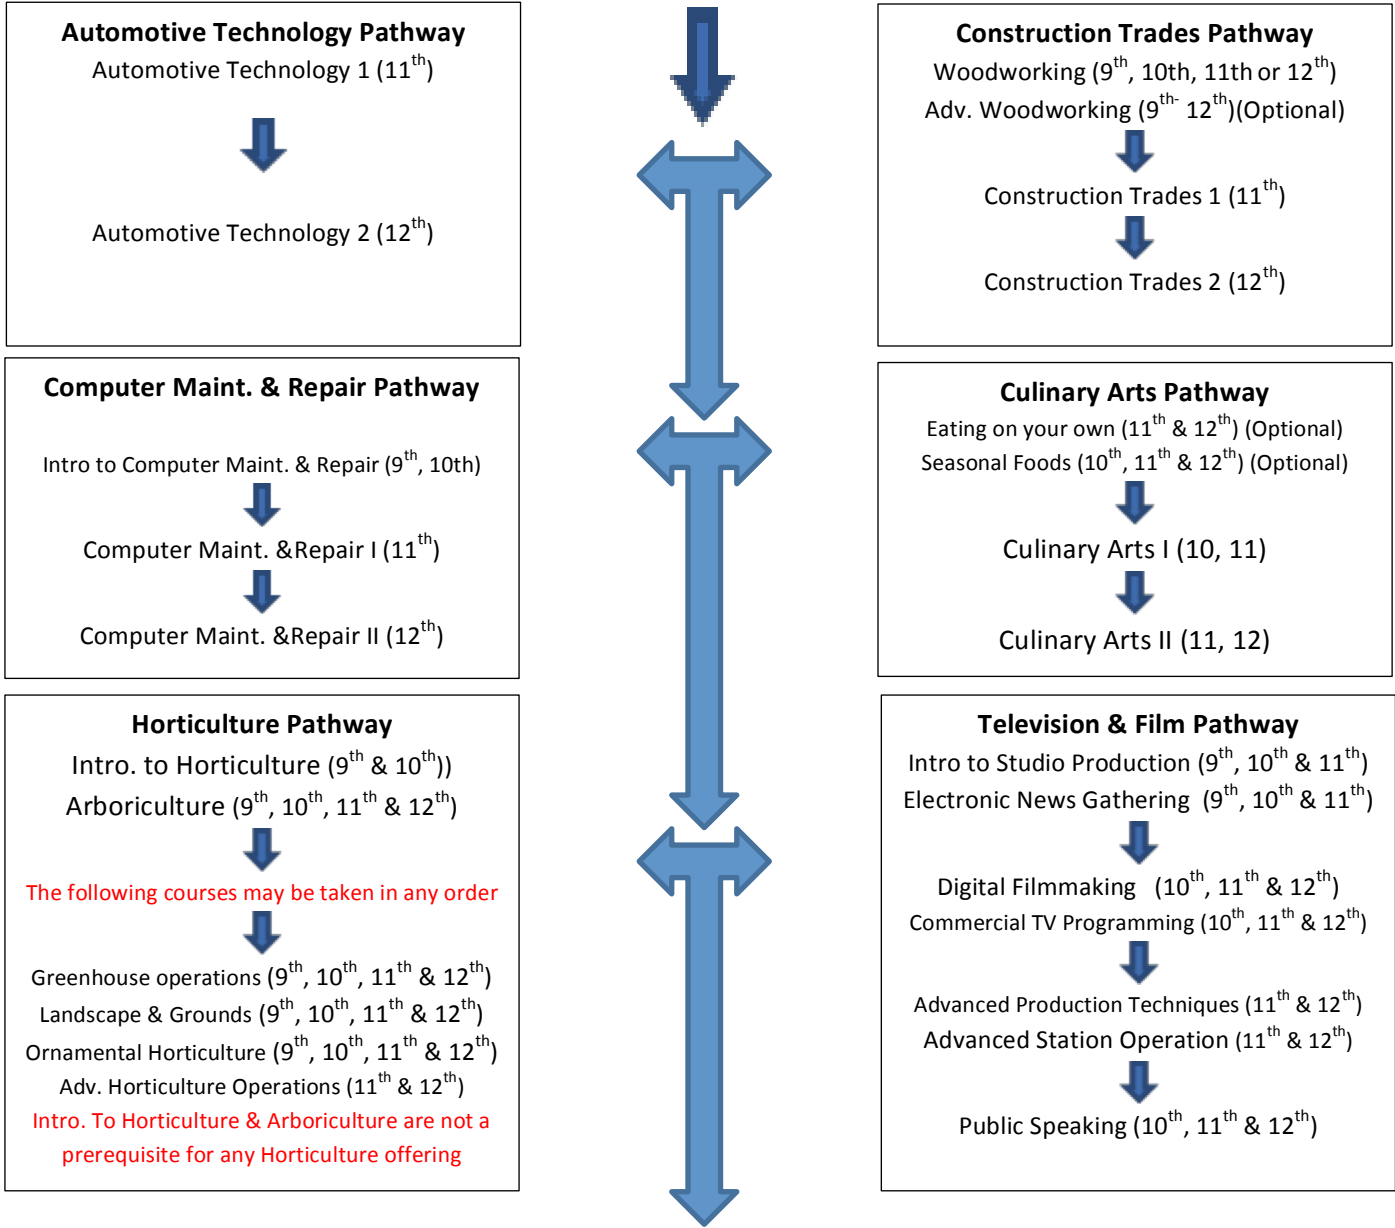 Automotive Technology Pathway
Automotive Technology 1 (11th)
Automotive Technology 2 (12th)
Construction Trades Pathway
Woodworking (9th, 10th, 11th or 12th)
Adv. Woodworking (9th- 12th)(Optional)
Construction Trades 1 (11th)
Construction Trades 2 (12th)
Computer Maint. & Repair Pathway
Intro to Computer Maint. & Repair (9th, 10th)
Computer Maint. &Repair I (11th)
Computer Maint. &Repair II (12th)
Culinary Arts Pathway
Eating on your own (11th & 12th) (Optional)
Seasonal Foods (10th, 11th & 12th) (Optional)
Culinary Arts I (10, 11)
Culinary Arts II (11, 12)
Horticulture Pathway
Intro. to Horticulture (9th & 10th))
Arboriculture (9th, 10th, 11th & 12th)
The following courses may be taken in any order
Greenhouse operations (9th, 10th, 11th & 12th)
Landscape & Grounds (9th, 10th, 11th & 12th)
Ornamental Horticulture (9th, 10th, 11th & 12th)
Adv. Horticulture Operations (11th & 12th)
Intro. To Horticulture & Arboriculture are not a
prerequisite for any Horticulture offering
Television & Film Pathway
Intro to Studio Production (9th, 10th & 11th)
Electronic News Gathering (9th, 10th & 11th)
Digital Filmmaking (10th, 11th & 12th)
Commercial TV Programming (10th, 11th & 12th)
Advanced Production Techniques (11th & 12th)
Advanced Station Operation (11th & 12th)
Public Speaking (10th, 11th & 12th)